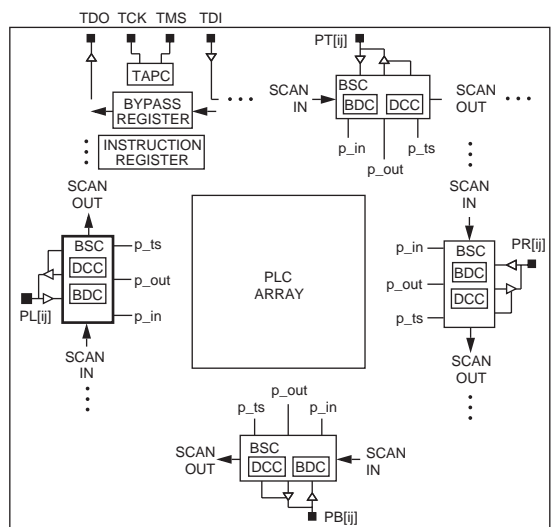 TDO TCK TMS TDI
TAPC
BYPASS
REGISTER
INSTRUCTION
REGISTER
PT[ij]
SCAN
IN
BSC
BDC DCC
SCAN
OUT
p_in p_ts
p_out
SCAN
OUT
BSC
DCC
BDC
p_ts
p_out
p_in
PL[ij]
SCAN
IN
PLC
ARRAY
SCAN
IN
p_in
p_out
p_ts
BSC
BDC
DCC
PR[ij]
SCAN
OUT
p_out
p_ts p_in
SCAN
OUT
BSC
DCC BDC
SCAN
IN
PB[ij]